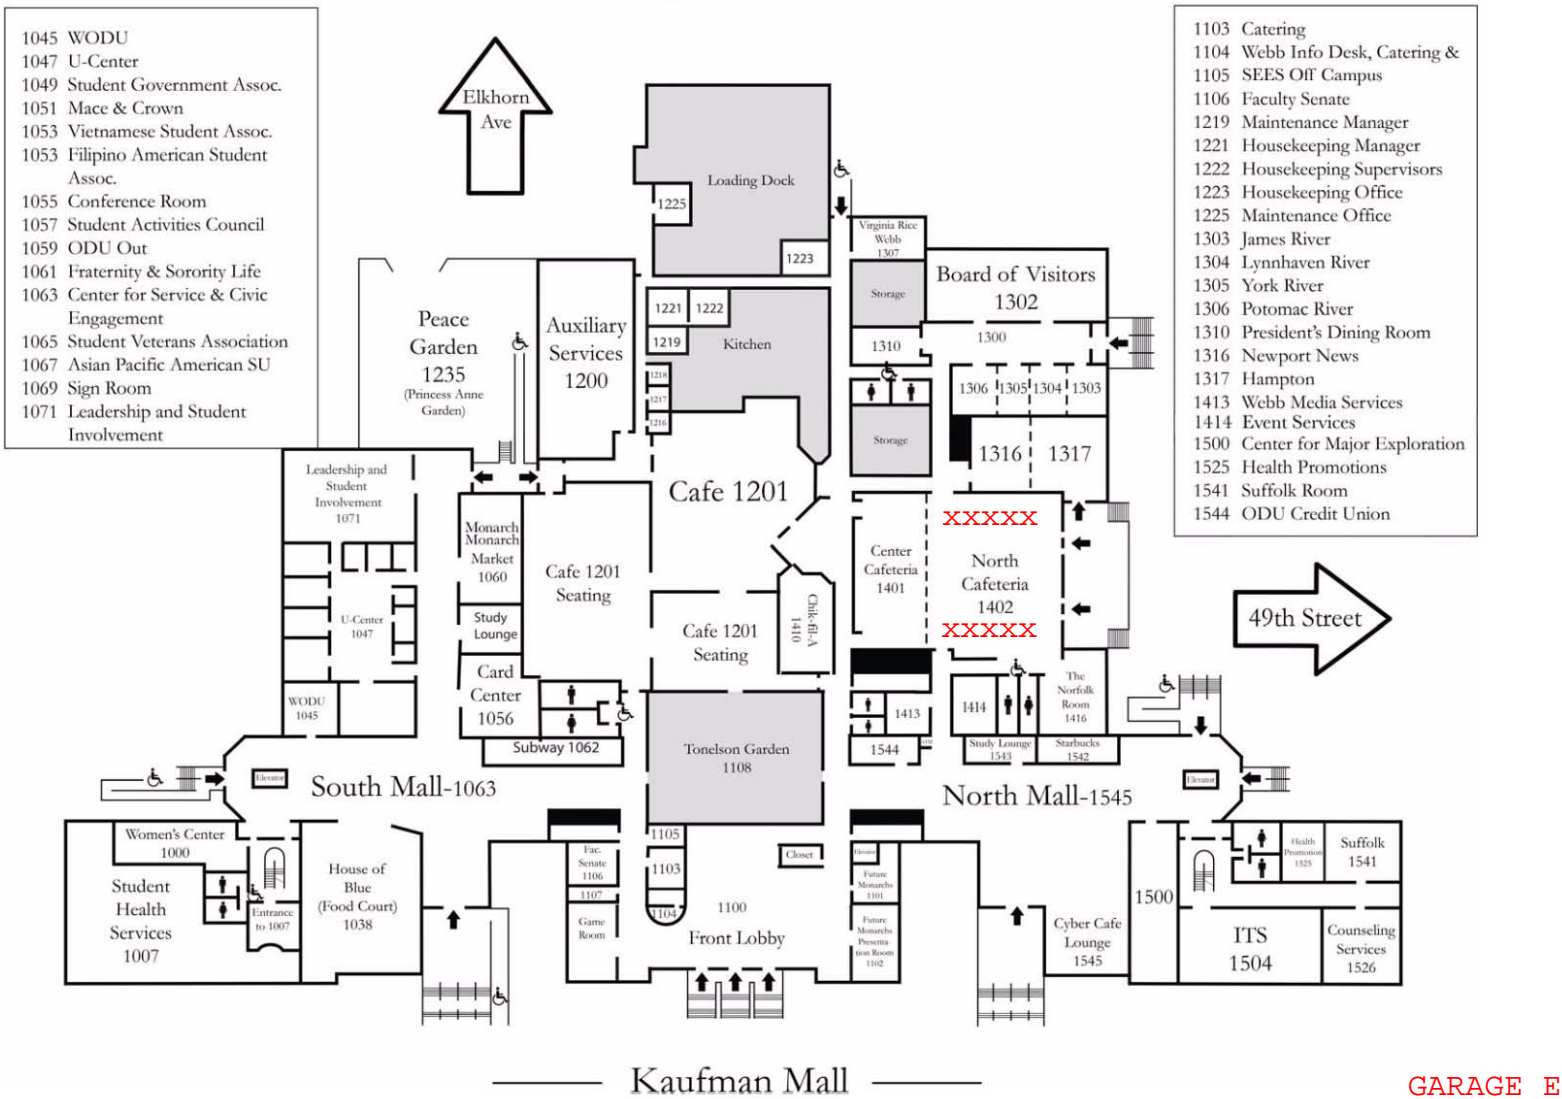 1045 WODU
1047 U-Center
1049 Student Government Assoc.
1051 Mace & Crown
1053 Vietnamese Student Assoc.
1053 Filipino American Student
Assoc.
1055 Conference Room
1057 Student Activities Council
1059 ODU Out
1061 Fraternity & Sorority Life
1063 Center for Service & Civic
Engagement
1065 Student Veterans Association
1067 Asian Pacific American SU
1069 Sign Room
1071 Leadership and Student
Involvement
Elkhorn
Ave
1103 Catering
1104 Webb Info Desk, Catering &
1105 SEES Off Campus
1106 Faculty Senate
1219 Maintenance Manager
1221 Housekeeping Manager
1222 Housekeeping Supervisors
1223 Housekeeping Office
1225 Maintenance Office
1303 James River
1304 Lynnhaven River
1305 York River
1306 Potomac River
1310 President's Dining Room
1316 Newport News
1317 Hampton
1413 Webb Media Services
1414 Event Services
1500 Center for Major Exploration
1525 Health Promotions
1541 Suffolk Room
1544 ODU Credit Union
Loading Dock
1225
1223
Virginia Rice
Webb
1307
Storage
Board of Visitors
1302
1300
1310
Peace
Garden
1235
(Princess Anne
Garden)
Auxiliary
Services
1200
1221
1222
1219
Kitchen
1218
1217
1216
1306
1305
1304
1303
Storage
1316
1317
Leadership and
Student
Involvement
1071
Cafe 1201
Monarch
Monarch
Market
1060
Cafe 1201
Seating
XXXXX
Center
Cafeteria
1401
North
Cafeteria
1402
XXXXX
Chik-fil-A
1410
U-Center
1047
Study
Lounge
Cafe 1201
Seating
49th Street
Card
Center
1056
WODU
1045
The
Norfolk
Room
1416
1413
1414
Subway 1062
Tonelson Garden
1108
1544
Study Lounge
1543
Starbucks
1542
Elevator
South Mall-1063
North Mall-1545
Elevator
Women's Center
1000
1105
Fac.
Senate
1106
1103
Closet
Elevator
Health
Promotion
1525
Suffolk
1541
Student
Health
Services
1007
House of
Blue
(Food Court)
1038
Entrance
to 1007
1107
Game
Room
1104
1100
Front Lobby
Future
Monarchs
1101
Future
Monarchs
Presenta-
tion Room
1102
Cyber Cafe
Lounge
1545
1500
ITS
1504
Counseling
Services
1526
Kaufman Mall
GARAGE E